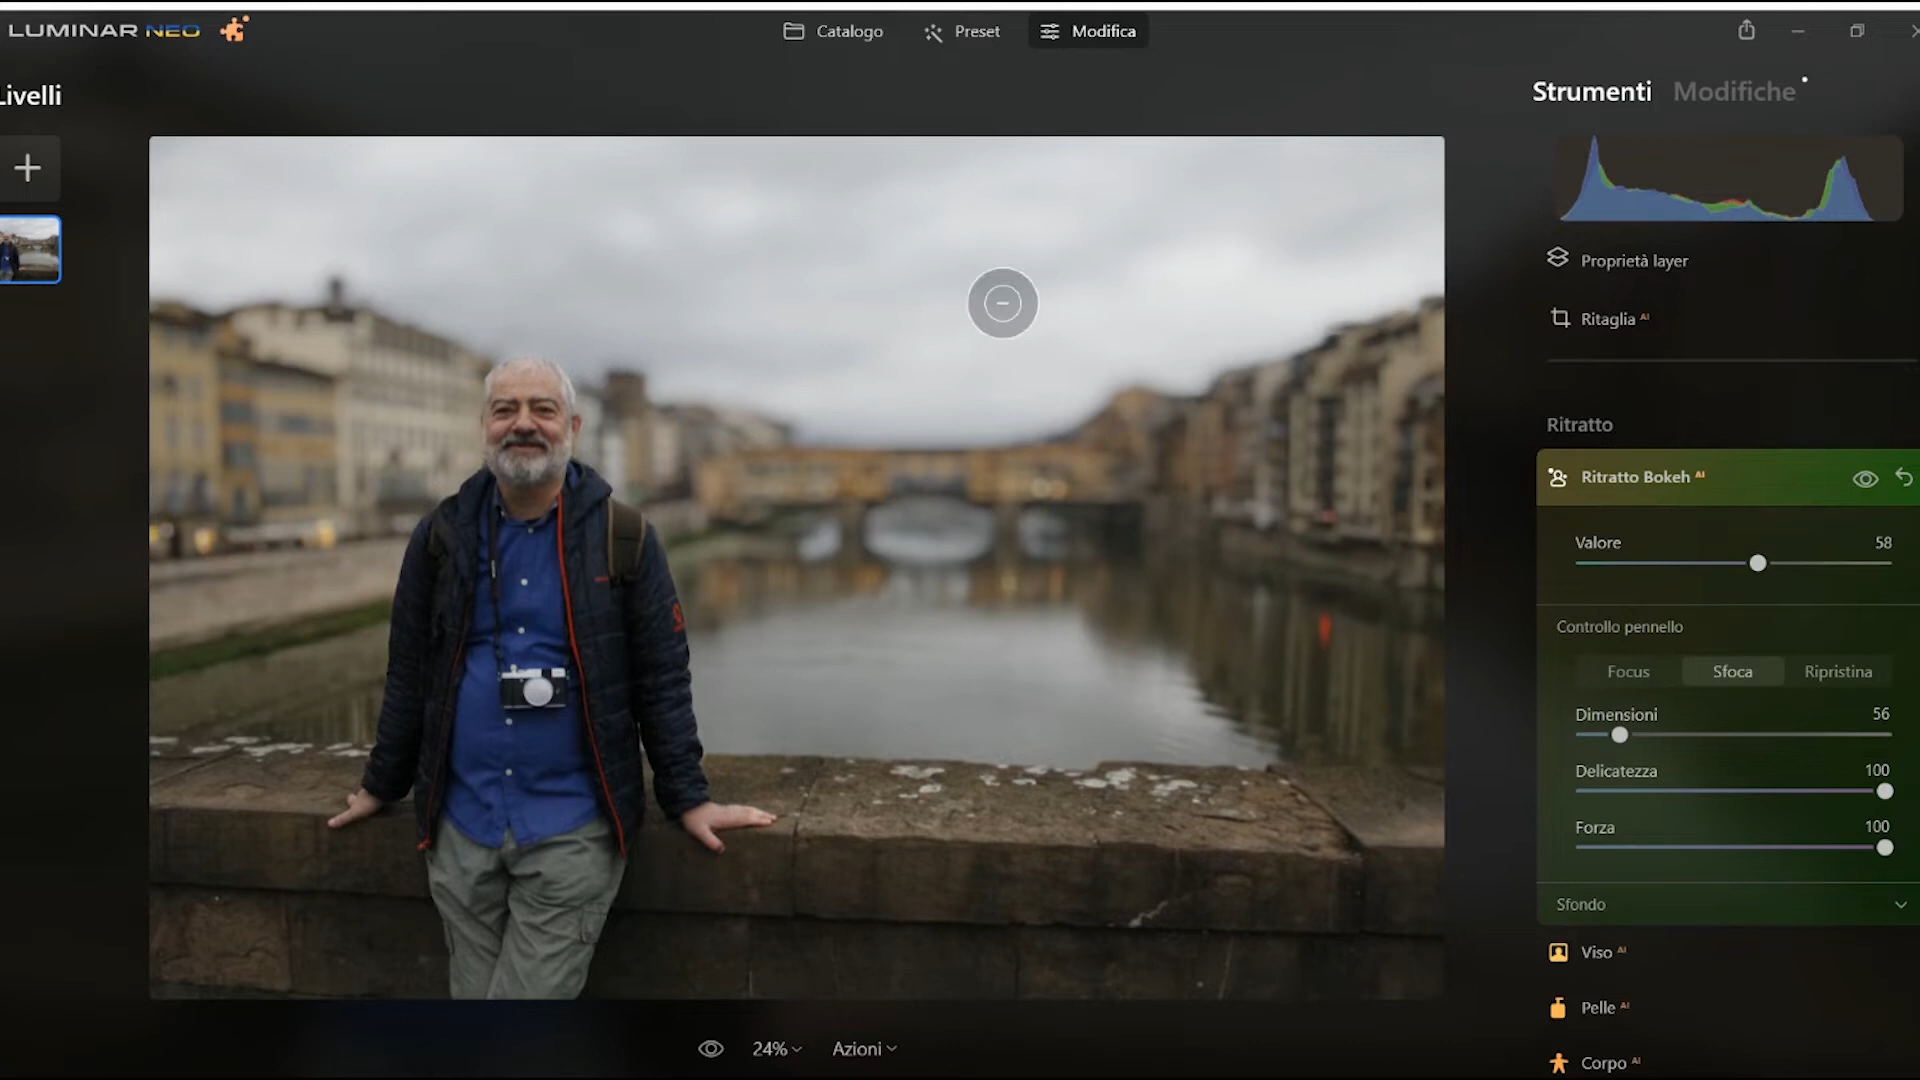 LUMINAR NEO
Catalogo
Preset
Modifica
Livelli
Strumenti
Modifiche
Proprietà layer
Ritaglia AI
Ritratto
Ritratto Bokeh AI
Valore 58
Controllo pennello
Focus
Sfoca
Ripristina
Dimensioni 56
Delicatezza 100
Forza 100
Sfondo
Viso AI
Pelle AI
Corpo AI
24%
Azioni